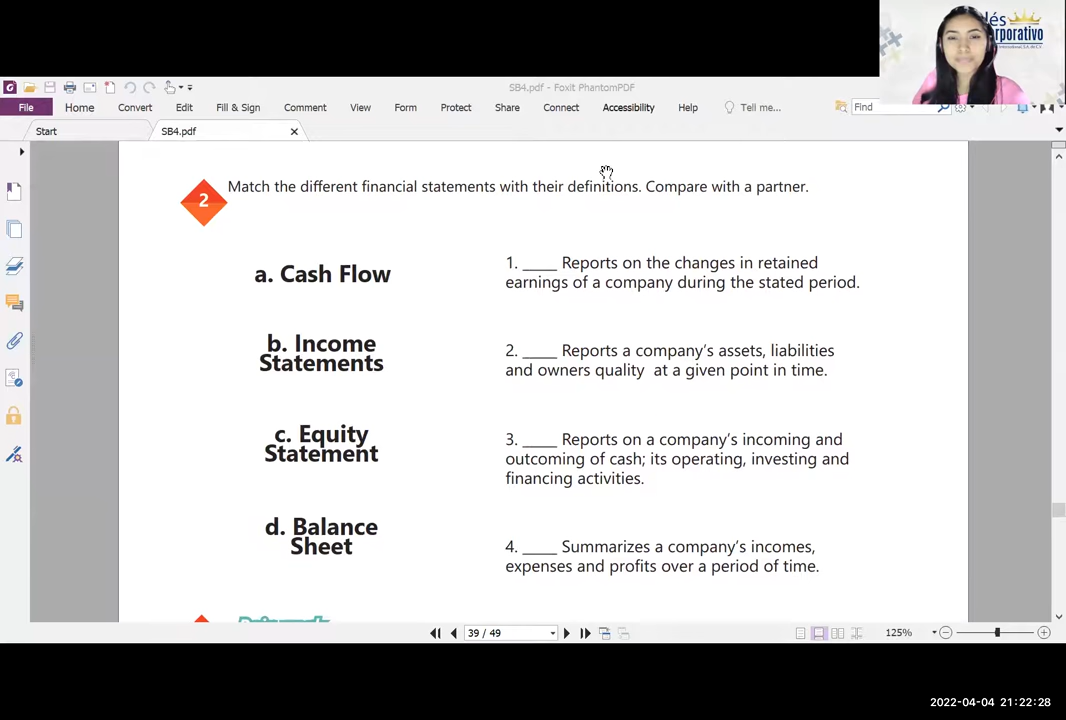 lés
orporativo
SB4.pdf - Foxit PhantomPDF
File Home Convert Edit Fill & Sign Comment View Form Protect Share Connect Accessibility Help Tell me... Find
Start SB4.pdf
2 Match the different financial statements with their definitions. Compare with a partner.
a. Cash Flow
b. Income
Statements
c. Equity
Statement
d. Balance
Sheet
1. ____ Reports on the changes in retained
earnings of a company during the stated period.
2. ____ Reports a company's assets, liabilities
and owners quality at a given point in time.
3. ____ Reports on a company's incoming and
outcoming of cash; its operating, investing and
financing activities.
4. ____ Summarizes a company's incomes,
expenses and profits over a period of time.
39 / 49
125%
2022-04-04 21:22:28